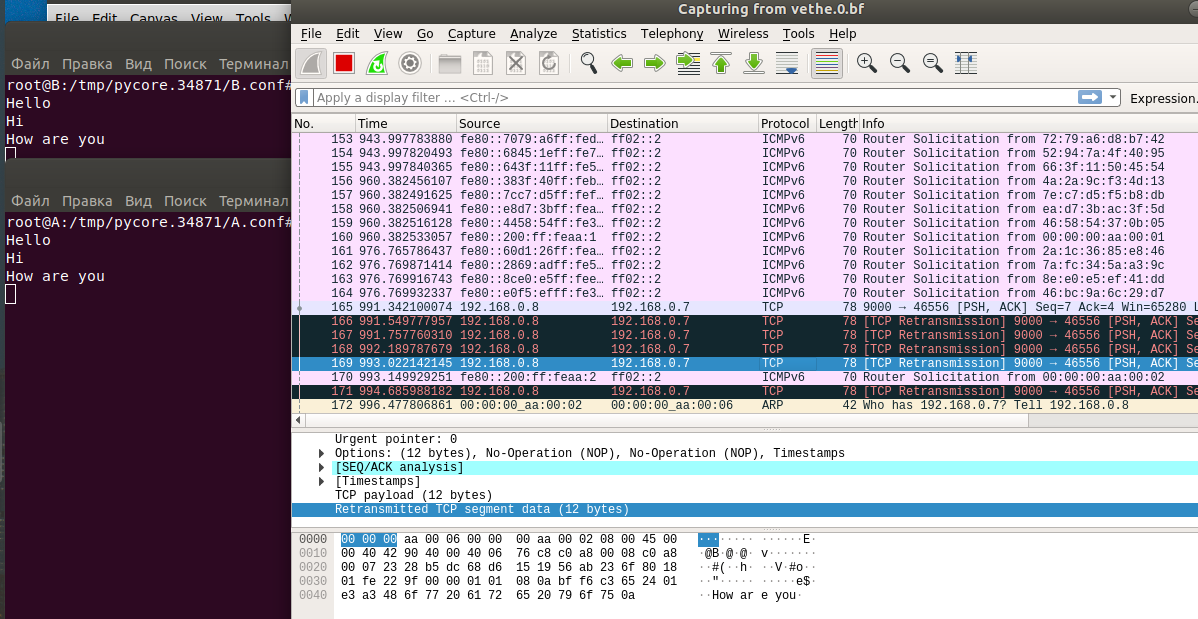 File Edit Canvas View Tools
Capturing from vethe.0.bf
File Edit View Go Capture Analyze Statistics Telephony Wireless Tools Help
Файл Правка Вид Поиск Терминал
root@B:/tmp/pycore.34871/B.conf#
Hello
Hi
How are you
Файл Правка Вид Поиск Терминал
root@A:/tmp/pycore.34871/A.conf#
Hello
Hi
How are you
Apply a display filter ... <Ctrl-/>
Expression.
No. Time Source Destination Protocol Length Info
153 943.997783880 fe80::7079:a6ff:fed… ff02::2 ICMPv6 70 Router Solicitation from 72:79:a6:d8:b7:42
154 943.997820493 fe80::6845:1eff:fe7… ff02::2 ICMPv6 70 Router Solicitation from 52:94:7a:4f:40:95
155 943.997840365 fe80::643f:11ff:fe5… ff02::2 ICMPv6 70 Router Solicitation from 66:3f:11:50:45:54
156 960.382456107 fe80::383f:40ff:feb… ff02::2 ICMPv6 70 Router Solicitation from 4a:2a:9c:f3:4d:13
157 960.382491625 fe80::7cc7:d5ff:fef… ff02::2 ICMPv6 70 Router Solicitation from 7e:c7:d5:f5:b8:db
158 960.382506941 fe80::e8d7:3bff:fea… ff02::2 ICMPv6 70 Router Solicitation from ea:d7:3b:ac:3f:5d
159 960.382516128 fe80::4458:54ff:fe3… ff02::2 ICMPv6 70 Router Solicitation from 46:58:54:37:0b:05
160 960.382533057 fe80::200:ff:feaa:1 ff02::2 ICMPv6 70 Router Solicitation from 00:00:00:aa:00:01
161 976.765786437 fe80::60d1:26ff:fea… ff02::2 ICMPv6 70 Router Solicitation from 2a:1c:36:85:e8:46
162 976.769871414 fe80::2869:adff:fe5… ff02::2 ICMPv6 70 Router Solicitation from 7a:fc:34:5a:a3:9c
163 976.769916743 fe80::8ce0:e5ff:fee… ff02::2 ICMPv6 70 Router Solicitation from 8e:e0:e5:ef:41:dd
164 976.769932337 fe80::e0f5:efff:fe3… ff02::2 ICMPv6 70 Router Solicitation from 46:bc:9a:6c:29:d7
165 991.342100074 192.168.0.8 192.168.0.7 TCP 78 9000 → 46556 [PSH, ACK] Seq=7 Ack=4 Win=65280 L
166 991.549777957 192.168.0.8 192.168.0.7 TCP 78 [TCP Retransmission] 9000 → 46556 [PSH, ACK] Se
167 991.757760310 192.168.0.8 192.168.0.7 TCP 78 [TCP Retransmission] 9000 → 46556 [PSH, ACK] Se
168 992.189787679 192.168.0.8 192.168.0.7 TCP 78 [TCP Retransmission] 9000 → 46556 [PSH, ACK] Se
169 993.022142145 192.168.0.8 192.168.0.7 TCP 78 [TCP Retransmission] 9000 → 46556 [PSH, ACK] Se
170 993.149929251 fe80::200:ff:feaa:2 ff02::2 ICMPv6 70 Router Solicitation from 00:00:00:aa:00:02
171 994.685988182 192.168.0.8 192.168.0.7 TCP 78 [TCP Retransmission] 9000 → 46556 [PSH, ACK] Se
172 996.477806861 00:00:00_aa:00:02 00:00:00_aa:00:06 ARP 42 Who has 192.168.0.7? Tell 192.168.0.8
Urgent pointer: 0
Options: (12 bytes), No-Operation (NOP), No-Operation (NOP), Timestamps
[SEQ/ACK analysis]
[Timestamps]
TCP payload (12 bytes)
Retransmitted TCP segment data (12 bytes)
0000 00 00 00 aa 00 06 00 00 00 aa 00 02 08 00 45 00 ········ ······E·
0010 00 40 42 90 40 00 40 06 76 c8 c0 a8 00 08 c0 a8 ·@B·@·@· v·······
0020 00 07 23 28 b5 dc 68 d6 15 19 56 ab 23 6f 80 18 ··#(··h· ··V·#o··
0030 01 fe 22 9f 00 00 01 01 08 0a bf f6 c3 65 24 01 ··"····· ·····e$·
0040 e3 a3 48 6f 77 20 61 72 65 20 79 6f 75 0a ··How ar e you·